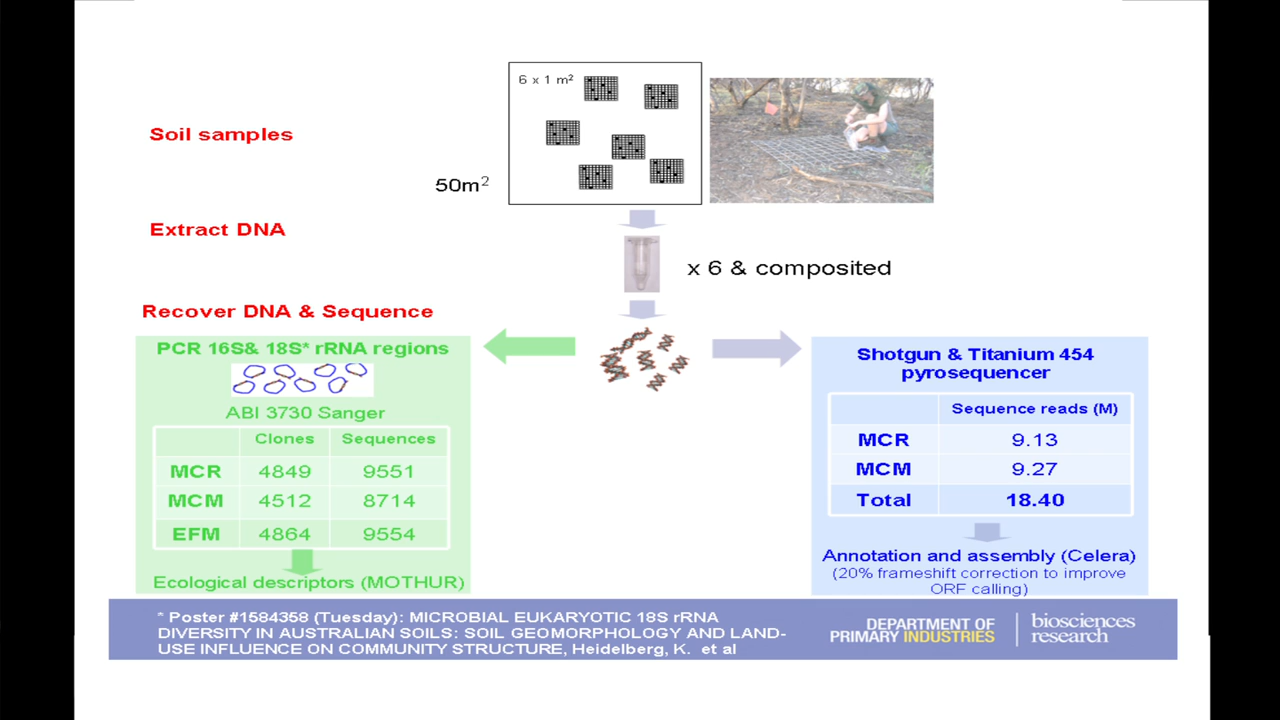 6 x 1 m²
Soil samples
50m²
Extract DNA
x 6 & composited
Recover DNA & Sequence
PCR 16S& 18S* rRNA regions
ABI 3730 Sanger
Clones Sequences
MCR 4849 9551
MCM 4512 8714
EFM 4864 9554
Ecological descriptors (MOTHUR)
Shotgun & Titanium 454
pyrosequencer
Sequence reads (M)
MCR 9.13
MCM 9.27
Total 18.40
Annotation and assembly (Celera)
(20% frameshift correction to improve
ORF calling)
* Poster #1584358 (Tuesday): MICROBIAL EUKARYOTIC 18S rRNA
DIVERSITY IN AUSTRALIAN SOILS: SOIL GEOMORPHOLOGY AND LAND-
USE INFLUENCE ON COMMUNITY STRUCTURE, Heidelberg, K. et al
DEPARTMENT OF
PRIMARY INDUSTRIES
biosciences
research